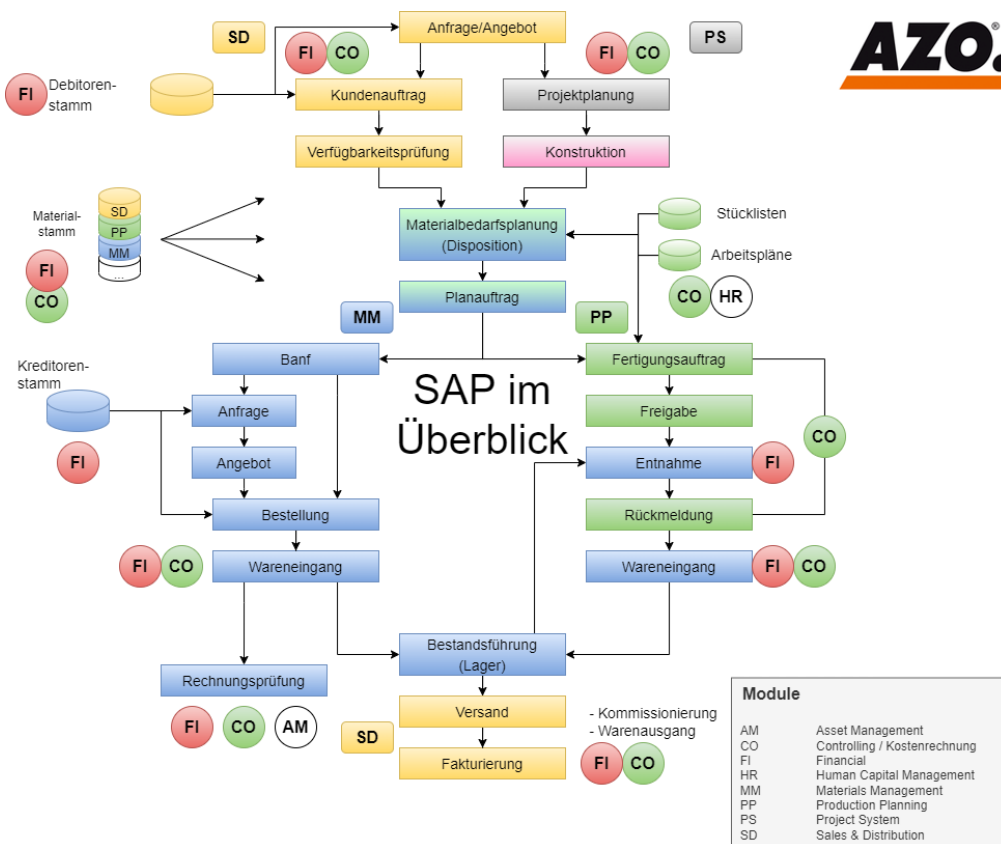 SD
Anfrage/Angebot
PS
AZO.®
FI
CO
FI
CO
FI
Debitoren-
stamm
Kundenauftrag
Projektplanung
Verfügbarkeitsprüfung
Konstruktion
Material-
stamm
SD
PP
MM
...
FI
CO
Materialbedarfsplanung
(Disposition)
Stücklisten
Arbeitspläne
CO
HR
Planauftrag
MM
PP
Kreditoren-
stamm
Banf
Fertigungsauftrag
SAP im
Überblick
Anfrage
Freigabe
CO
FI
Angebot
Entnahme
FI
Bestellung
Rückmeldung
FI
CO
Wareneingang
Wareneingang
FI
CO
Bestandsführung
(Lager)
Rechnungsprüfung
FI
CO
AM
SD
Versand
- Kommissionierung
- Warenausgang
Fakturierung
FI
CO
Module
AM Asset Management
CO Controlling / Kostenrechnung
FI Financial
HR Human Capital Management
MM Materials Management
PP Production Planning
PS Project System
SD Sales & Distribution